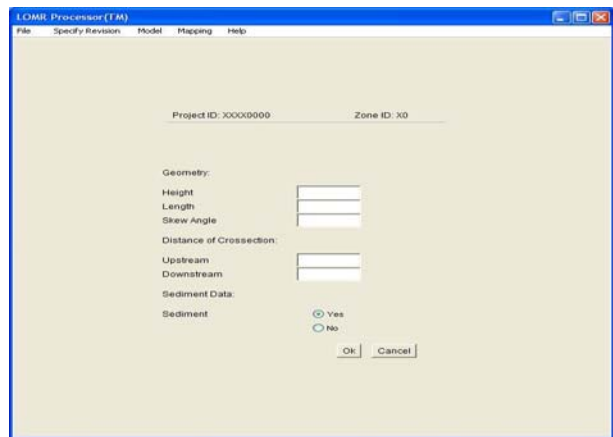 LOMR Processor(TM)
File Specify Revision Model Mapping Help
Project ID: XXXX0000 Zone ID: X0
Geometry:
Height
Length
Skew Angle
Distance of Crossection:
Upstream
Downstream
Sediment Data:
Sediment Yes
No
Ok Cancel